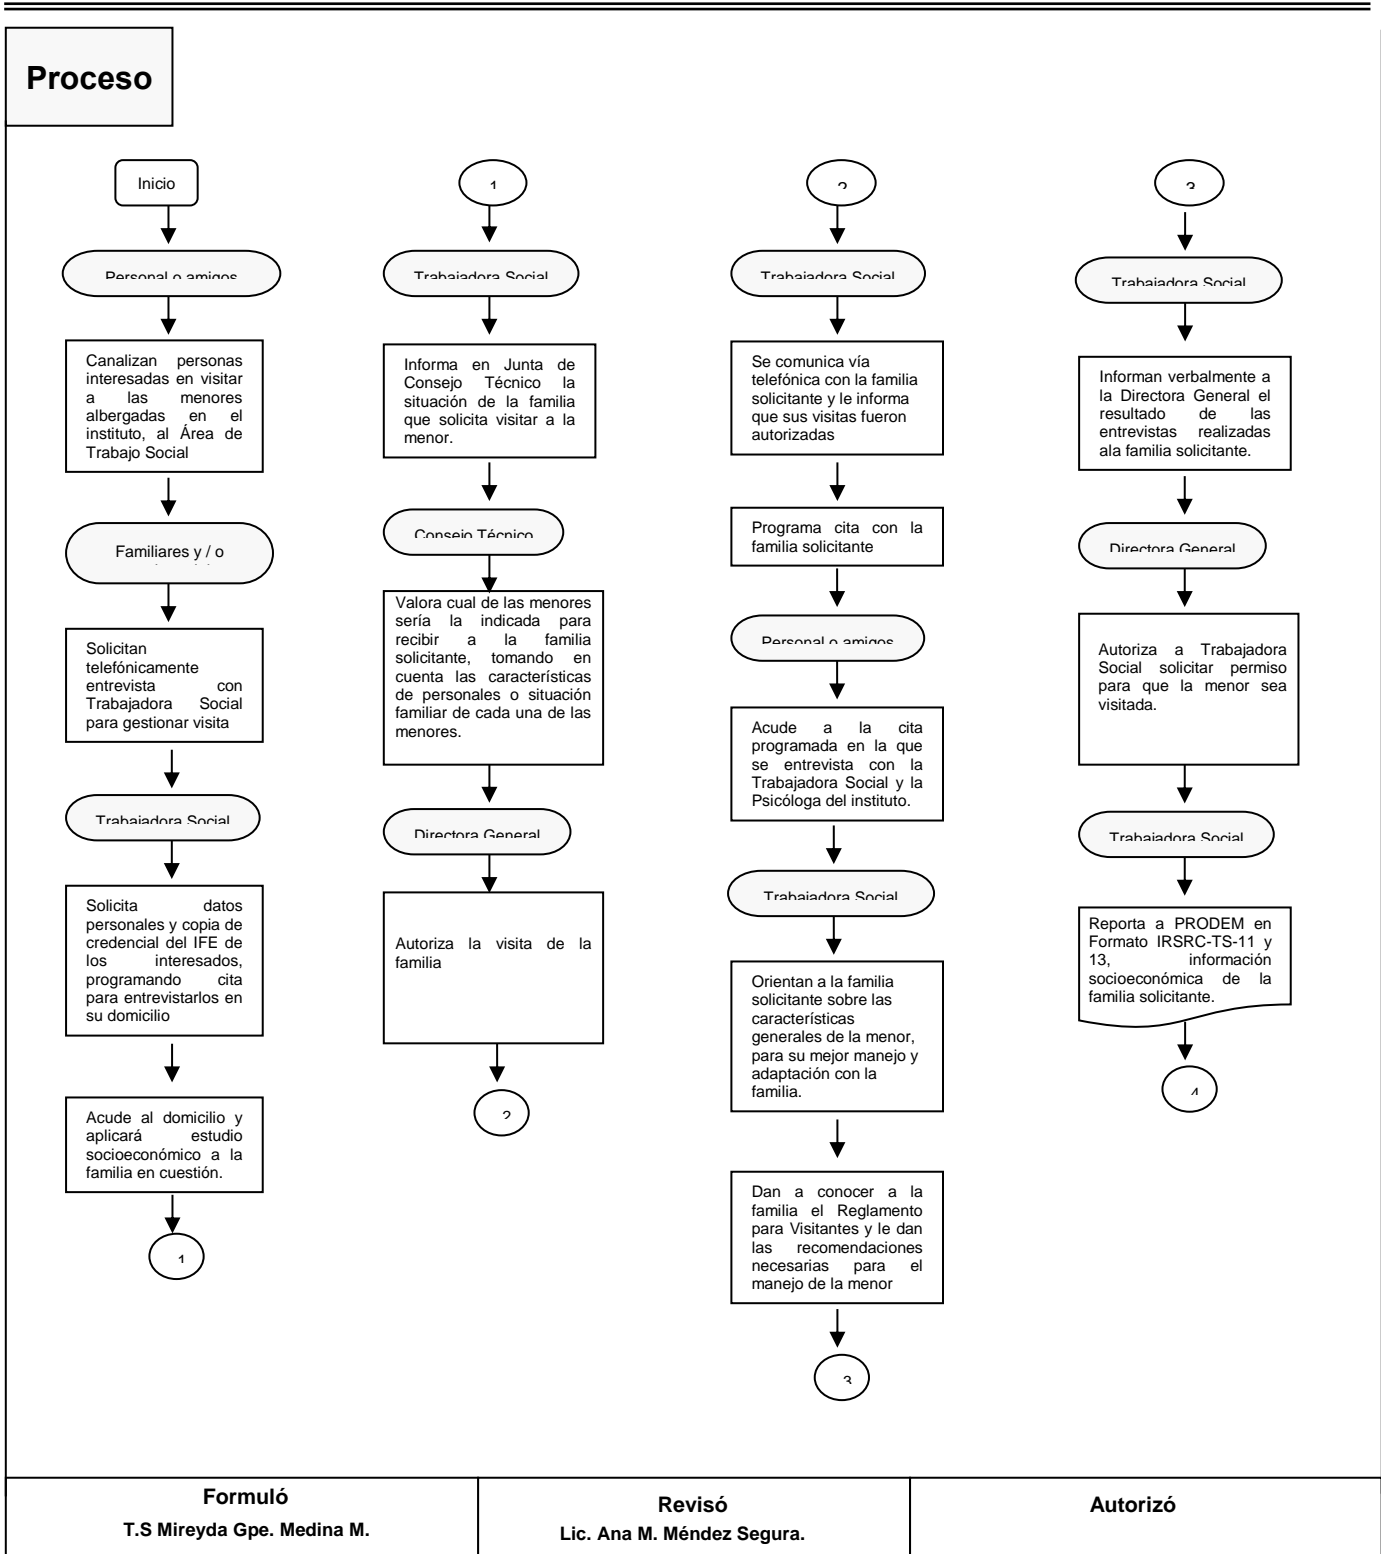 Proceso
Inicio
Personal o amigos
Canalizan personas
interesadas en visitar
a las menores
albergadas en el
instituto, al Área de
Trabajo Social
Familiares y / o
Solicitan
telefónicamente
entrevista con
Trabajadora Social
para gestionar visita
Trabajadora Social
Solicita datos
personales y copia de
credencial del IFE de
los interesados,
programando cita
para entrevistarlos en
su domicilio
Acude al domicilio y
aplicará estudio
socioeconómico a la
familia en cuestión.
1
1
Trabajadora Social
Informa en Junta de
Consejo Técnico la
situación de la familia
que solicita visitar a la
menor.
Consejo Técnico
Valora cual de las menores
sería la indicada para
recibir a la familia
solicitante, tomando en
cuenta las características
de personales o situación
familiar de cada una de las
menores.
Directora General
Autoriza la visita de la
familia
2
2
Trabajadora Social
Se comunica vía
telefónica con la familia
solicitante y le informa
que sus visitas fueron
autorizadas
Programa cita con la
familia solicitante
Personal o amigos
Acude a la cita
programada en la que
se entrevista con la
Trabajadora Social y la
Psicóloga del instituto.
Trabajadora Social
Orientan a la familia
solicitante sobre las
características
generales de la menor,
para su mejor manejo y
adaptación con la
familia.
Dan a conocer a la
familia el Reglamento
para Visitantes y le dan
las recomendaciones
necesarias para el
manejo de la menor
3
3
Trabajadora Social
Informan verbalmente a
la Directora General el
resultado de las
entrevistas realizadas
ala familia solicitante.
Directora General
Autoriza a Trabajadora
Social solicitar permiso
para que la menor sea
visitada.
Trabajadora Social
Reporta a PRODEM en
Formato IRSRC-TS-11 y
13, información
socioeconómica de la
familia solicitante.
4
Formuló
T.S Mireyda Gpe. Medina M.
Revisó
Lic. Ana M. Méndez Segura.
Autorizó